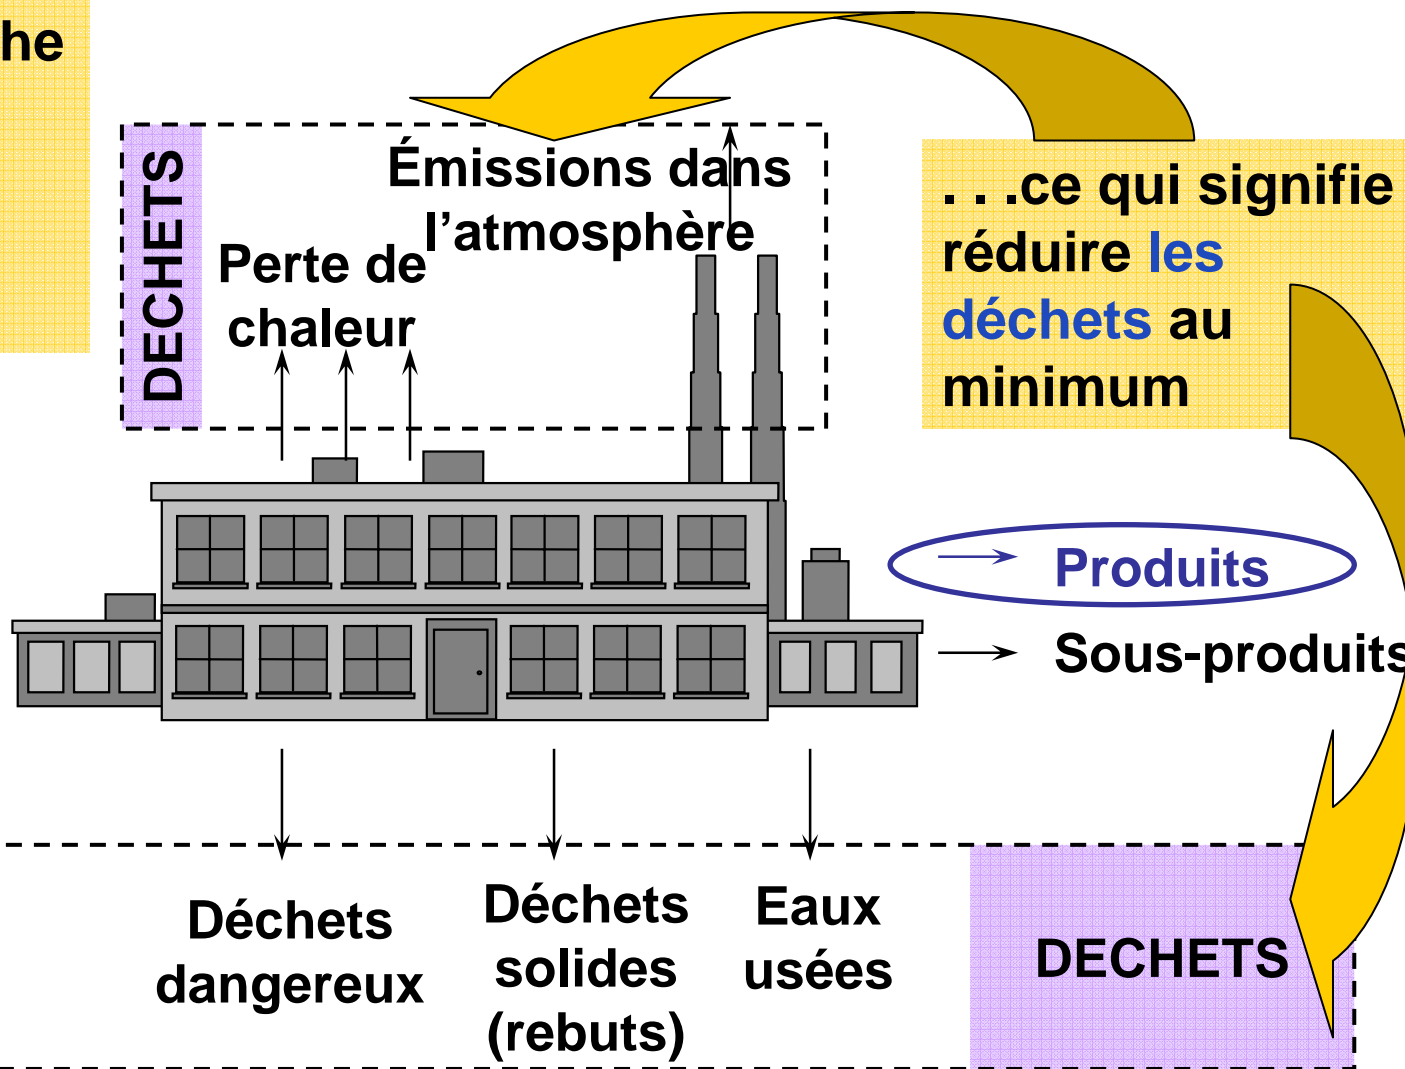 he
DECHETS
Émissions dans
l’atmosphère
Perte de
chaleur
. . .ce qui signifie
réduire les
déchets au
minimum
Produits
Sous-produits
Déchets
dangereux
Déchets
solides
(rebuts)
Eaux
usées
DECHETS